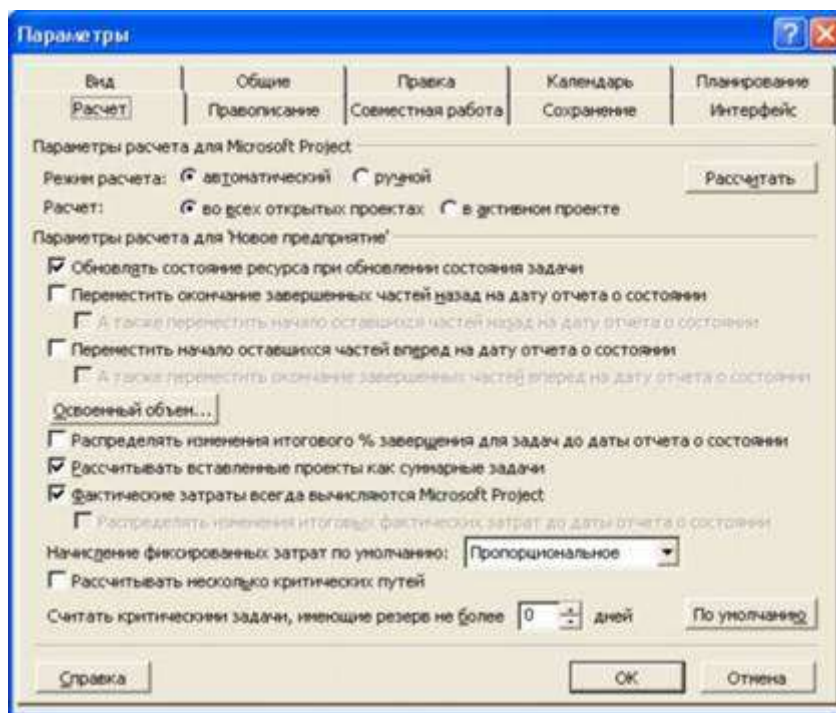 Параметры
Вид Общие Правка Календарь Планирование
Расчет Правописание Совместная работа Сохранение Интерфейс
Параметры расчета для Microsoft Project
Режим расчета: автоматический ручной Рассчитать
Расчет: во всех открытых проектах в активном проекте
Параметры расчета для 'Новое предприятие'
Обновлять состояние ресурса при обновлении состояния задачи
Переместить окончание завершенных частей назад на дату отчета о состоянии
А также переместить начало оставшихся частей назад на дату отчета о состоянии
Переместить начало оставшихся частей вперед на дату отчета о состоянии
А также переместить окончание завершенных частей вперед на дату отчета о состоянии
Освоенный объем...
Распределять изменения итогового % завершения для задач до даты отчета о состоянии
Рассчитывать вставленные проекты как суммарные задачи
Фактические затраты всегда вычисляются Microsoft Project
Распределять изменения итоговых фактических затрат до даты отчета о состоянии
Начисление фиксированных затрат по умолчанию: Пропорциональное
Рассчитывать несколько критических путей
Считать критическими задачи, имеющие резерв не более 0 дней По умолчанию
Справка ОК Отмена